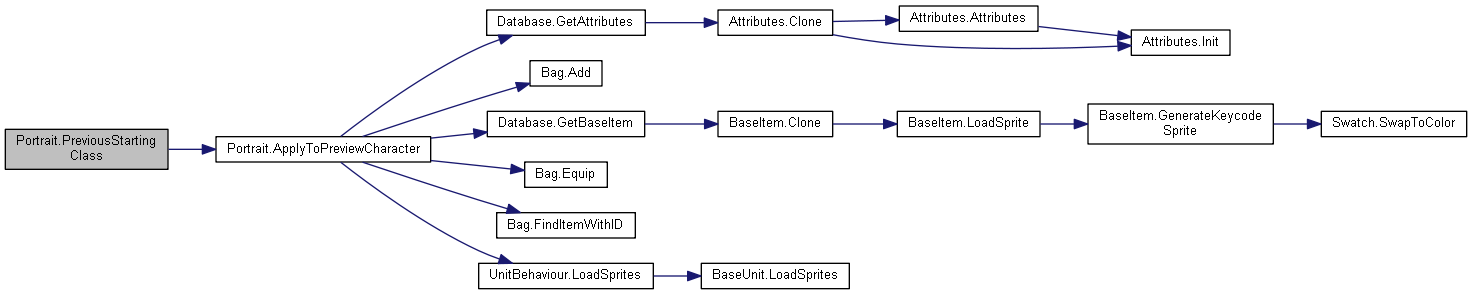 Portrait.PreviousStarting
Class
Portrait.ApplyToPreviewCharacter
Database.GetAttributes
Attributes.Clone
Attributes.Attributes
Attributes.Init
Bag.Add
Database.GetBaseItem
BaseItem.Clone
BaseItem.LoadSprite
BaseItem.GenerateKeycode
Sprite
Swatch.SwapToColor
Bag.Equip
Bag.FindItemWithID
UnitBehaviour.LoadSprites
BaseUnit.LoadSprites